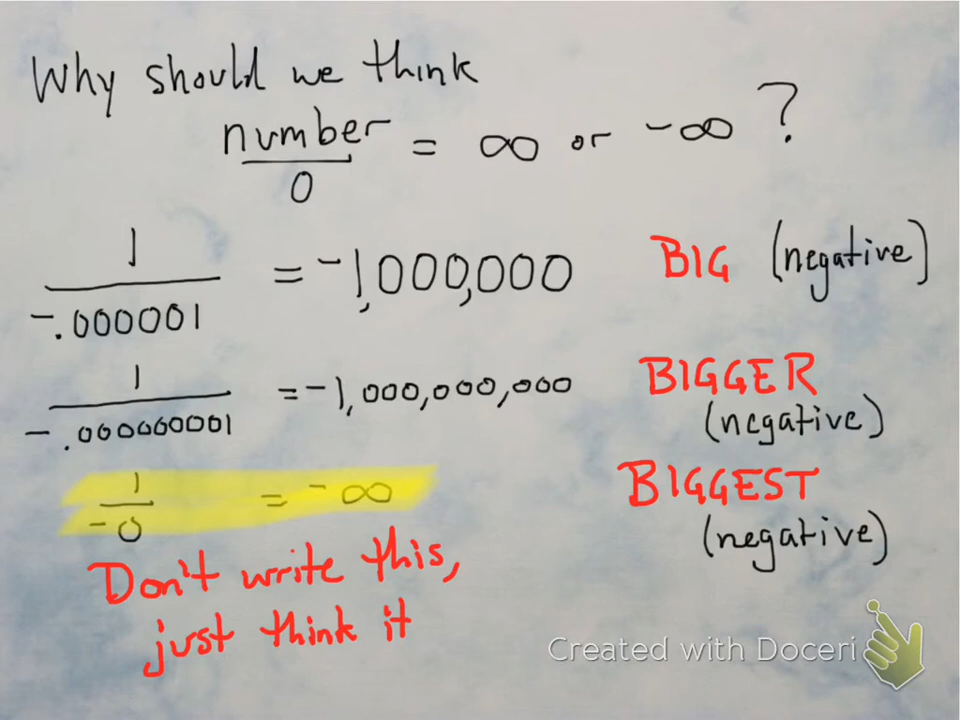 Why should we think
number
0
= ∞ or -∞ ?
1
-.000001
= -1,000,000 BIG (negative)
1
-.000000001
= -1,000,000,000 BIGGER
(negative)
1
-0
= -∞ BIGGEST
(negative)
Don't write this,
just think it
Created with Doceri